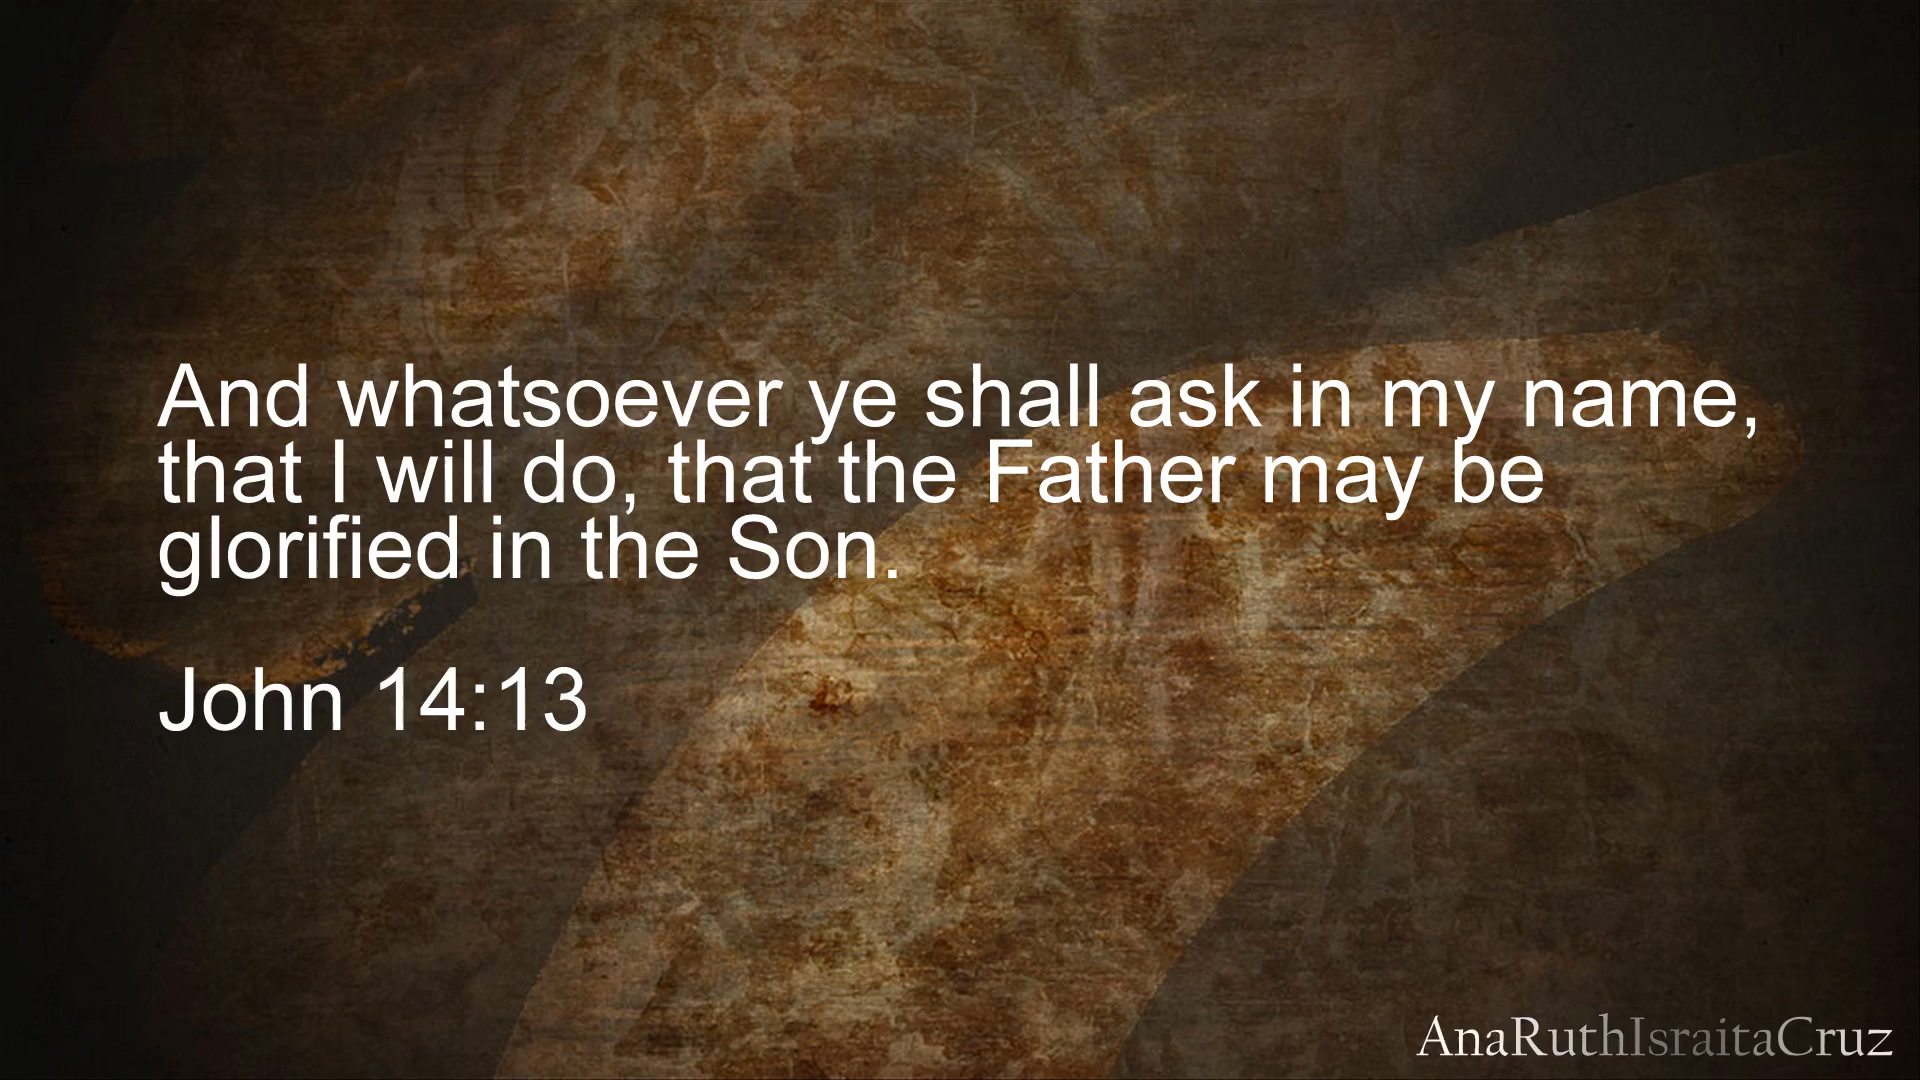 And whatsoever ye shall ask in my name,
that I will do, that the Father may be
glorified in the Son.
John 14:13
AnaRuthIsraitaCruz